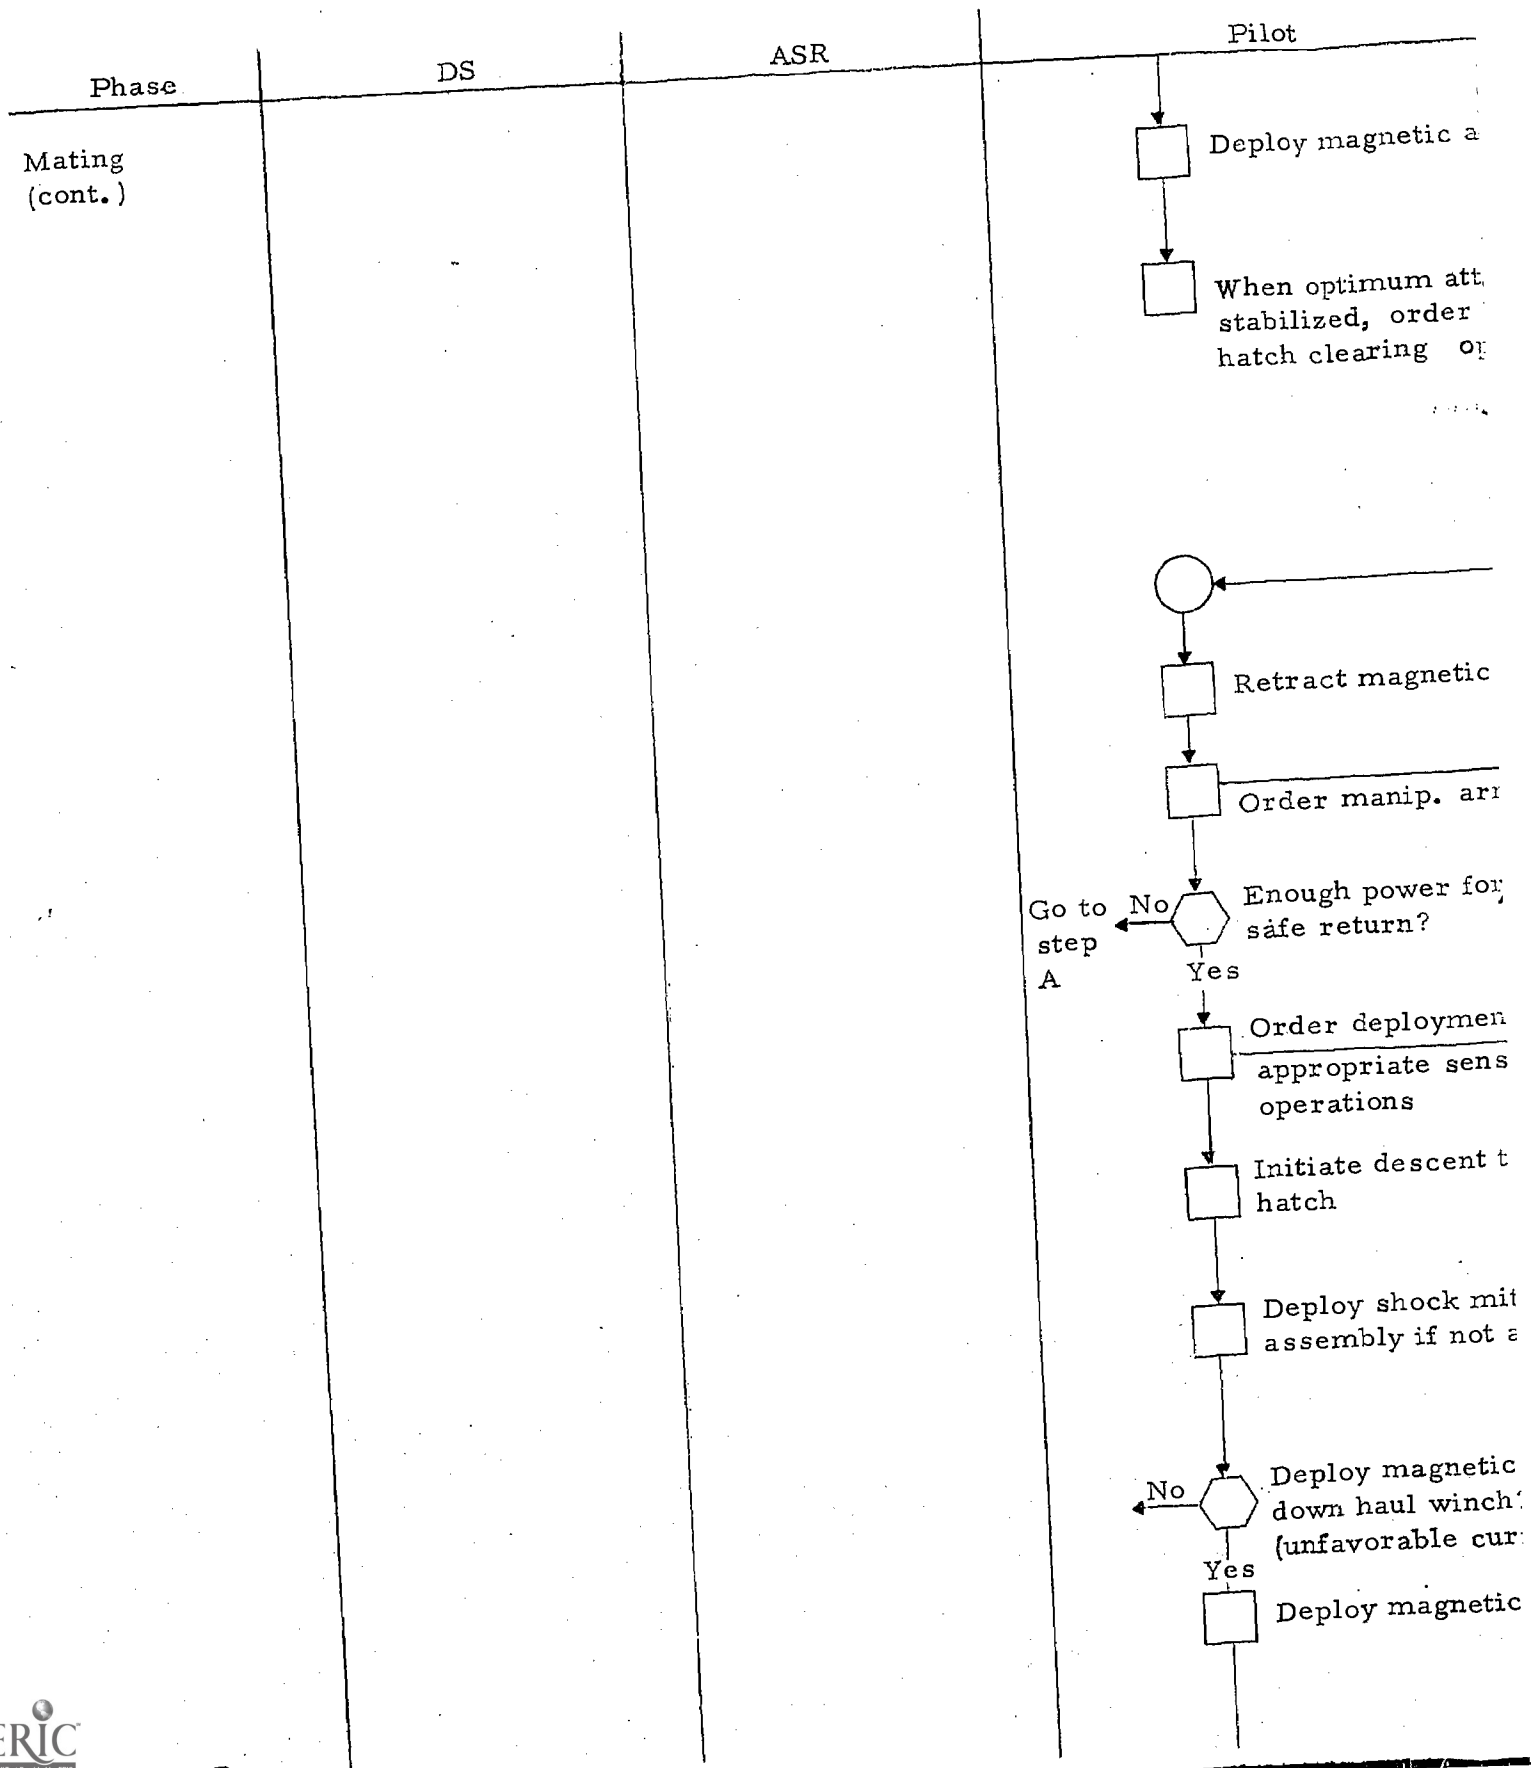 Phase
DS
ASR
Pilot
Mating
(cont.)
Deploy magnetic a
When optimum att
stabilized, order
hatch clearing
Retract magnetic
Order manip.
Enough power for
safe return?
No
Go to
step
A
Yes
Order deploymen
appropriate sens
operations
Initiate descent t
hatch
Deploy shock mit
assembly if not a
Deploy magnetic
down haul winch?
(unfavorable cur
No
Yes
Deploy magnetic
ERIC